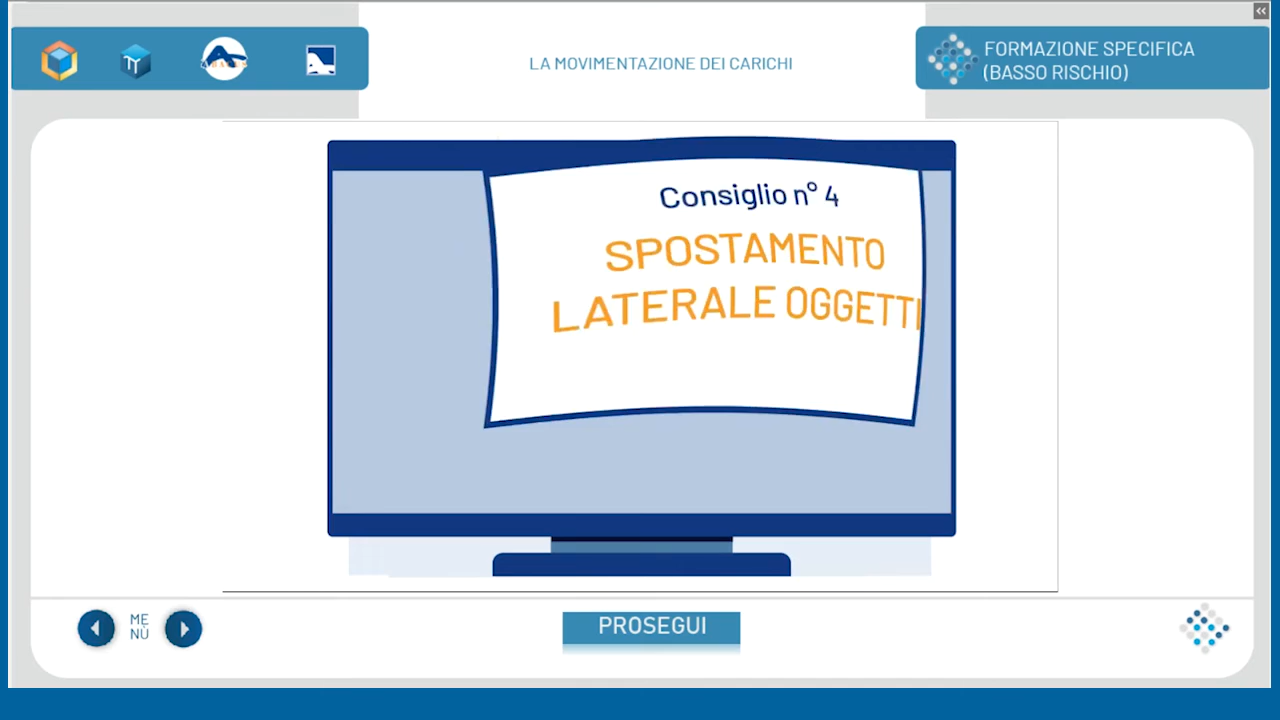 LA MOVIMENTAZIONE DEI CARICHI
FORMAZIONE SPECIFICA
(BASSO RISCHIO)
Consiglio n° 4
SPOSTAMENTO
LATERALE OGGETTI
ME
NÙ
PROSEGUI